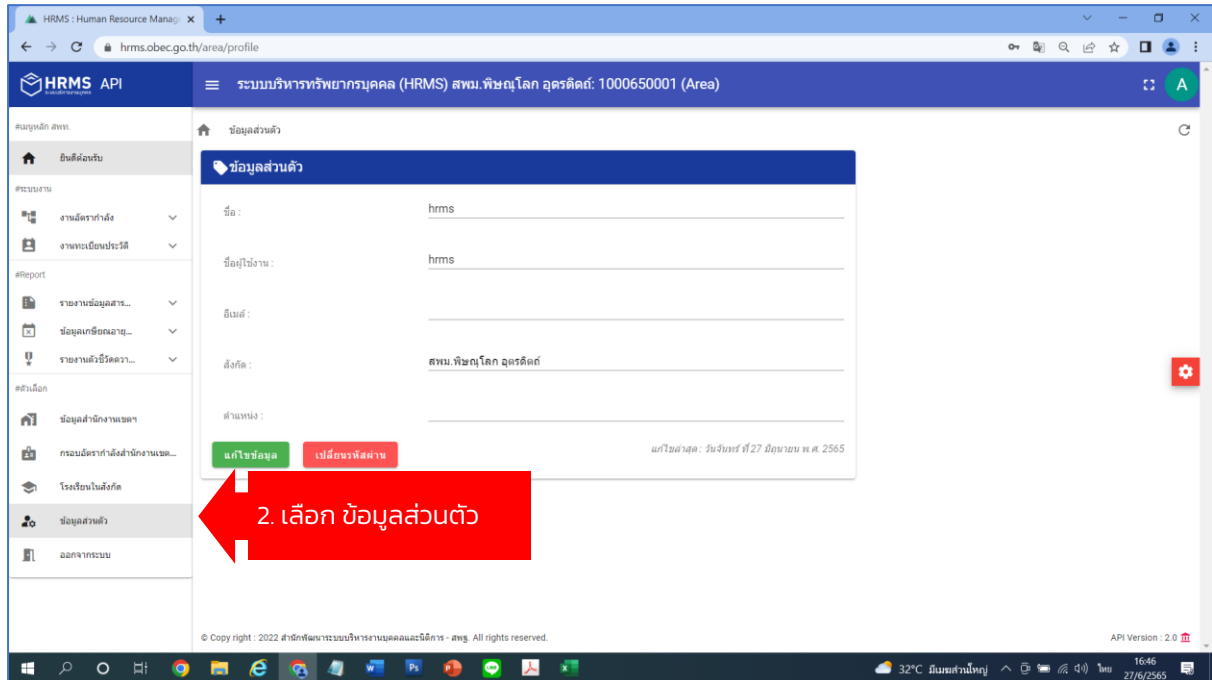 HRMS : Human Resource Manag
hrms.obec.go.th/area/profile
HRMS API
ระบบบริหารทรัพยากรบุคคล (HRMS) สพม.พิษณุโลก อุตรดิตถ์: 1000650001 (Area)
A
#เมนูหลัก สพท.
ยินดีต้อนรับ
#ระบบงาน
งานอัตรากำลัง
งานทะเบียนประวัติ
#Report
รายงานข้อมูลสาร...
ข้อมูลเกษียณอายุ...
รายงานตัวชี้วัดควา...
#ตัวเลือก
ข้อมูลสำนักงานเขตฯ
กรอบอัตรากำลังสำนักงานเขต...
โรงเรียนในสังกัด
ข้อมูลส่วนตัว
ออกจากระบบ
ข้อมูลส่วนตัว
ข้อมูลส่วนตัว
ชื่อ : hrms
ชื่อผู้ใช้งาน : hrms
อีเมล์ :
สังกัด : สพม.พิษณุโลก อุตรดิตถ์
ตำแหน่ง :
แก้ไขข้อมูล เปลี่ยนรหัสผ่าน แก้ไขล่าสุด : วันจันทร์ ที่ 27 มิถุนายน พ.ศ. 2565
2. เลือก ข้อมูลส่วนตัว
© Copy right : 2022 สำนักพัฒนาระบบบริหารงานบุคคลและนิติการ - สพฐ. All rights reserved. API Version : 2.0
32°C มีเมฆส่วนใหญ่ ไทย 16:46
27/6/2565